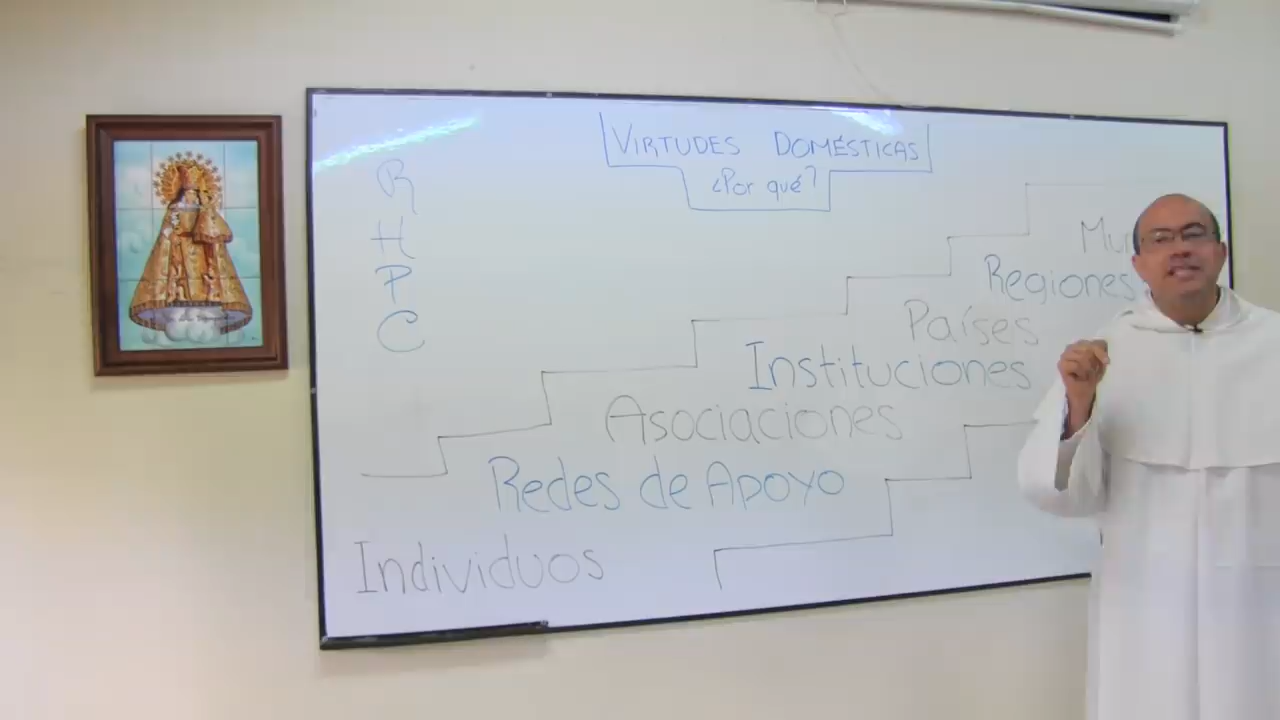 VIRTUDES DOMÉSTICAS
¿Por qué?
R
H
P
C
Regiones
Países
Instituciones
Asociaciones
Redes de Apoyo
Individuos